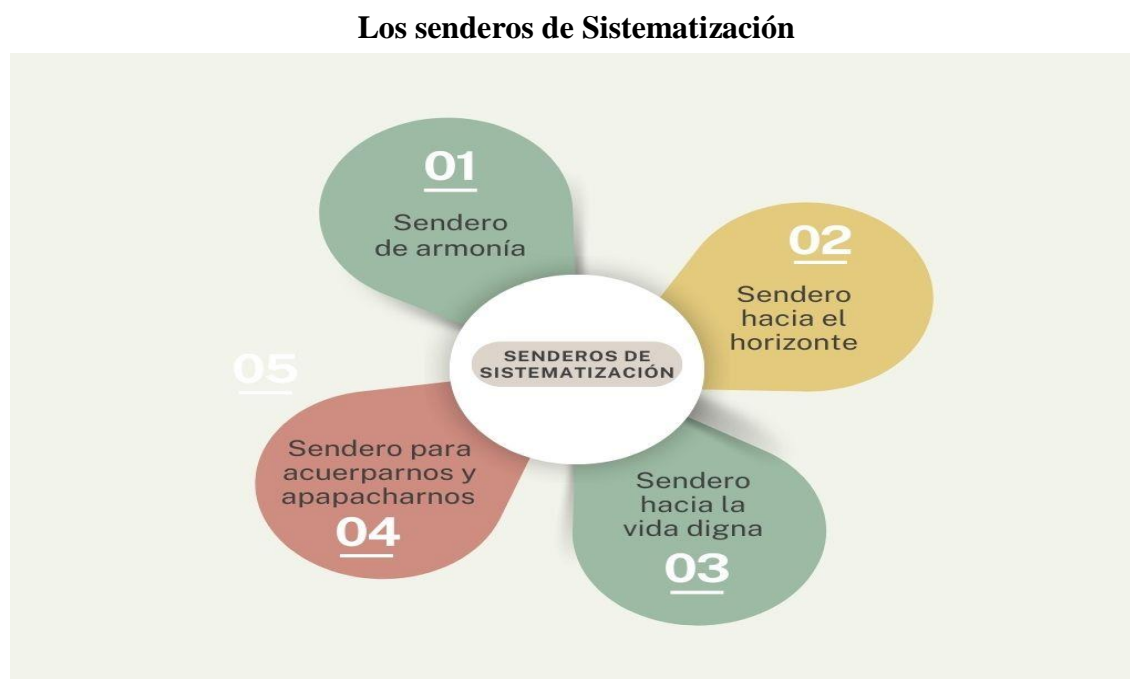 Los senderos de Sistematización
01
Sendero
de armonía
02
Sendero
hacia el
horizonte
SENDEROS DE
SISTEMATIZACIÓN
05
Sendero para
acuerparnos y
apapacharnos
04
Sendero
hacia la
vida digna
03